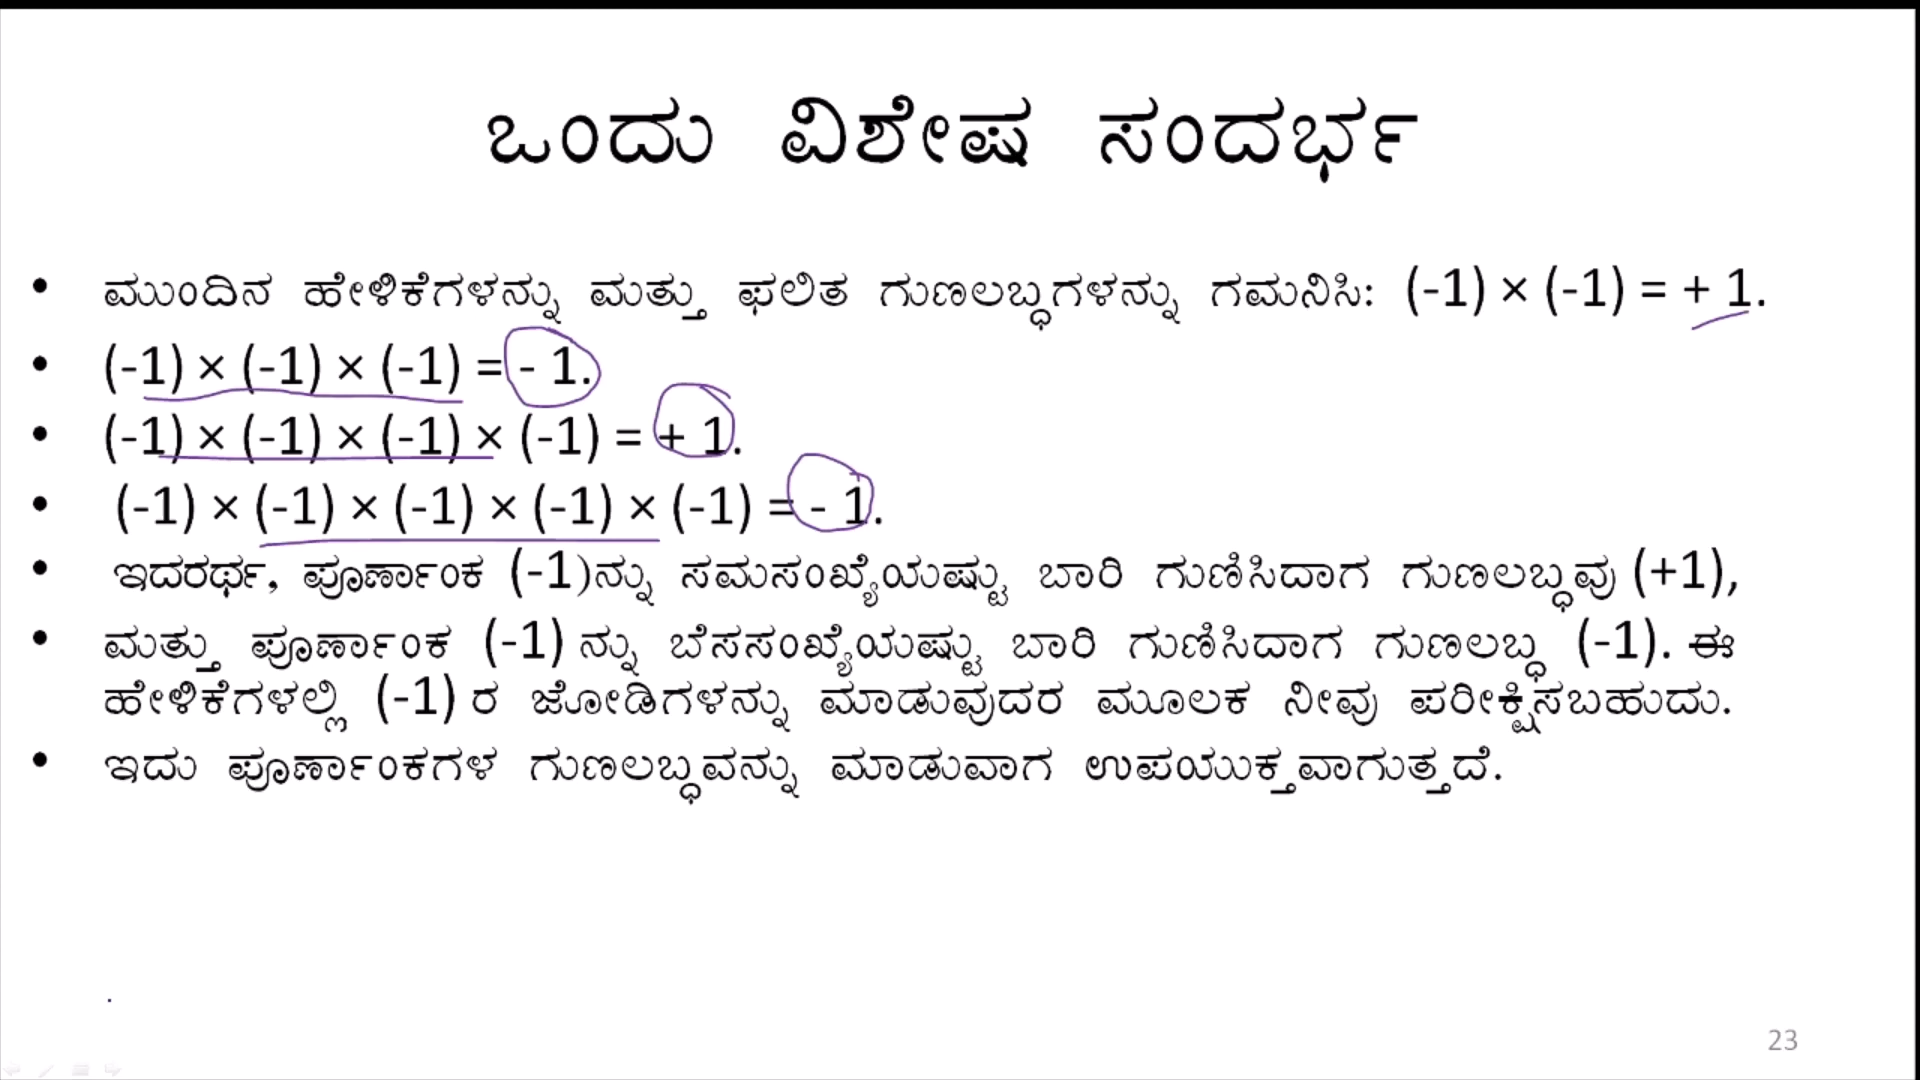 ಒಂದು ವಿಶೇಷ ಸಂದರ್ಭ
• ಮುಂದಿನ ಹೇಳಿಕೆಗಳನ್ನು ಮತ್ತು ಫಲಿತ ಗುಣಲಬ್ಧಗಳನ್ನು ಗಮನಿಸಿ: (-1) × (-1) = + 1.
• (-1) × (-1) × (-1) = - 1.
• (-1) × (-1) × (-1) × (-1) = + 1.
• (-1) × (-1) × (-1) × (-1) × (-1) = - 1.
• ಇದರರ್ಥ, ಪೂರ್ಣಾಂಕ (-1)ನ್ನು ಸಮಸಂಖ್ಯೆಯಷ್ಟು ಬಾರಿ ಗುಣಿಸಿದಾಗ ಗುಣಲಬ್ಧವು (+1),
• ಮತ್ತು ಪೂರ್ಣಾಂಕ (-1) ನ್ನು ಬೆಸಸಂಖ್ಯೆಯಷ್ಟು ಬಾರಿ ಗುಣಿಸಿದಾಗ ಗುಣಲಬ್ಧ (-1). ಈ
ಹೇಳಿಕೆಗಳಲ್ಲಿ (-1) ರ ಜೋಡಿಗಳನ್ನು ಮಾಡುವುದರ ಮೂಲಕ ನೀವು ಪರೀಕ್ಷಿಸಬಹುದು.
• ಇದು ಪೂರ್ಣಾಂಕಗಳ ಗುಣಲಬ್ಧವನ್ನು ಮಾಡುವಾಗ ಉಪಯುಕ್ತವಾಗುತ್ತದೆ.
23